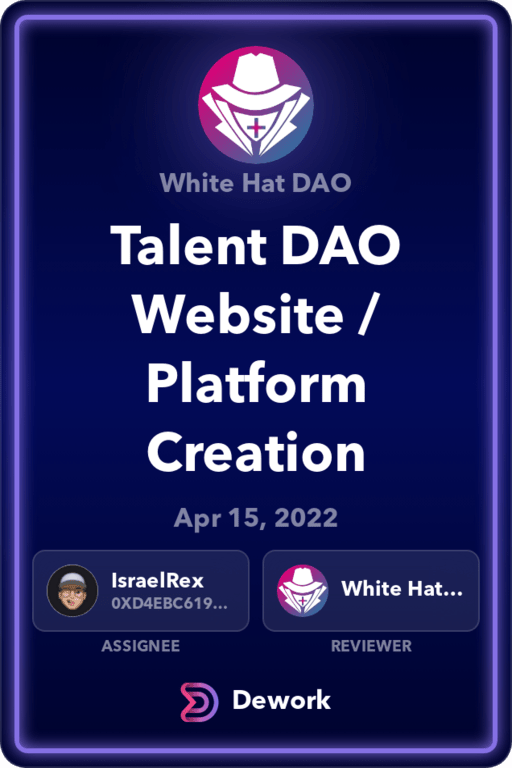 White Hat DAO
Talent DAO
Website /
Platform
Creation
Apr 15, 2022
IsraelRex
0XD4EBC619...
White Hat...
ASSIGNEE
REVIEWER
Dework